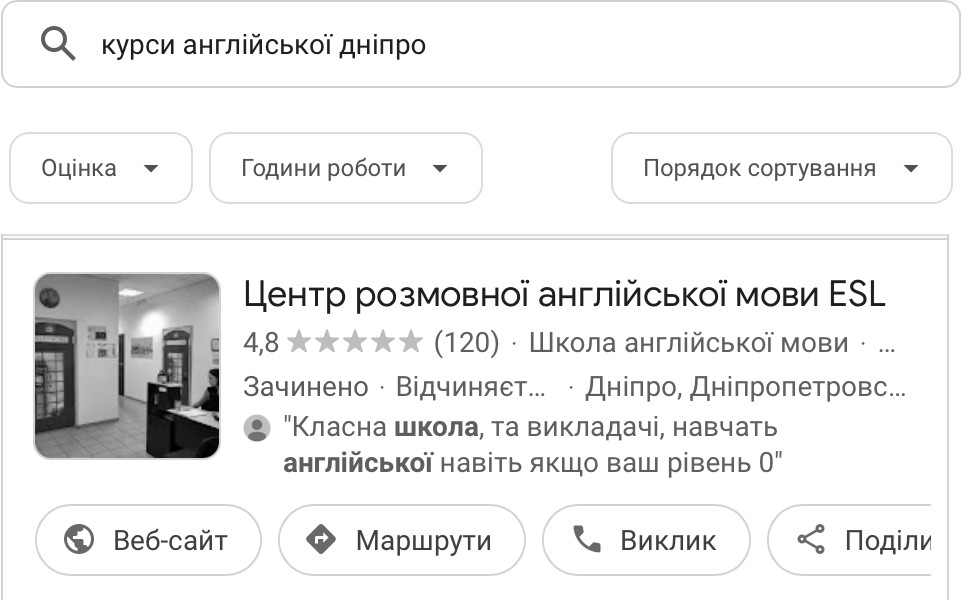 курси англійської дніпро
Оцінка Години роботи Порядок сортування
Центр розмовної англійської мови ESL
4,8 (120) · Школа англійської мови · ...
Зачинено · Відчиняєт... · Дніпро, Дніпропетровс...
"Класна школа, та викладачі, навчать
англійської навіть якщо ваш рівень 0"
Веб-сайт Маршрути Виклик Поділи